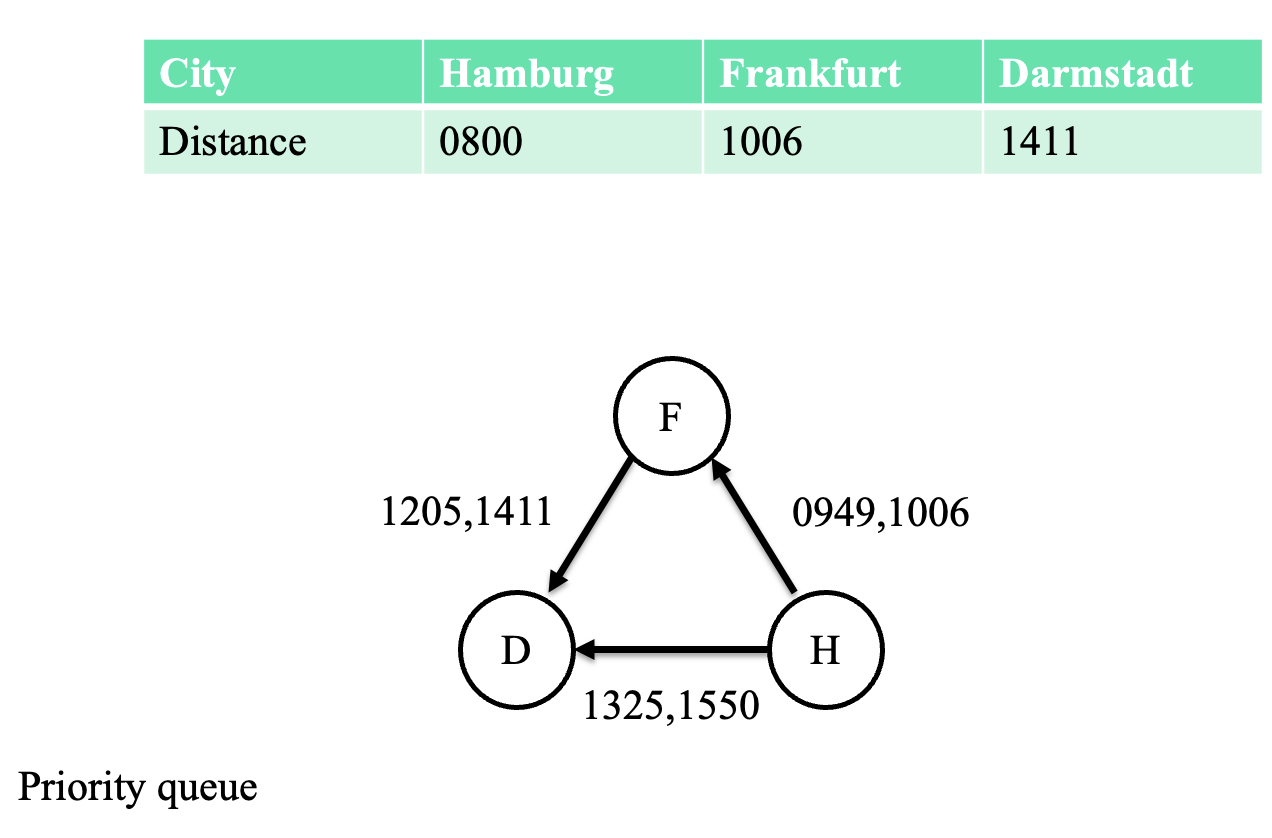 City Hamburg Frankfurt Darmstadt
Distance 0800 1006 1411
F
1205,1411 0949,1006
D H
1325,1550
Priority queue